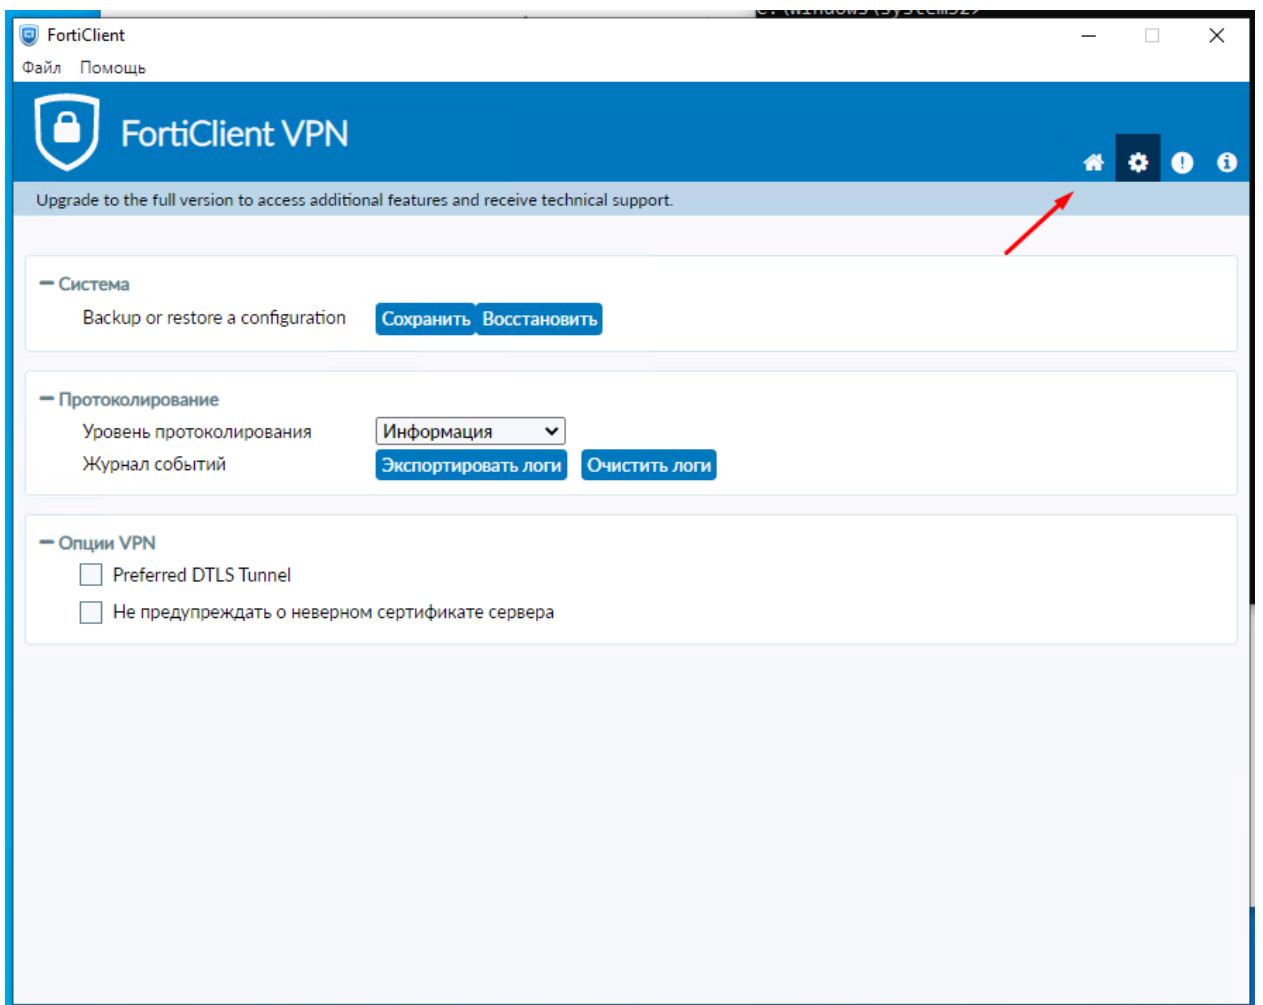 C:\Windows\System32>
FortiClient
Файл Помощь
FortiClient VPN
Upgrade to the full version to access additional features and receive technical support.
Система
Backup or restore a configuration Сохранить Восстановить
Протоколирование
Уровень протоколирования Информация
Журнал событий Экспортировать логи Очистить логи
Опции VPN
Preferred DTLS Tunnel
Не предупреждать о неверном сертификате сервера